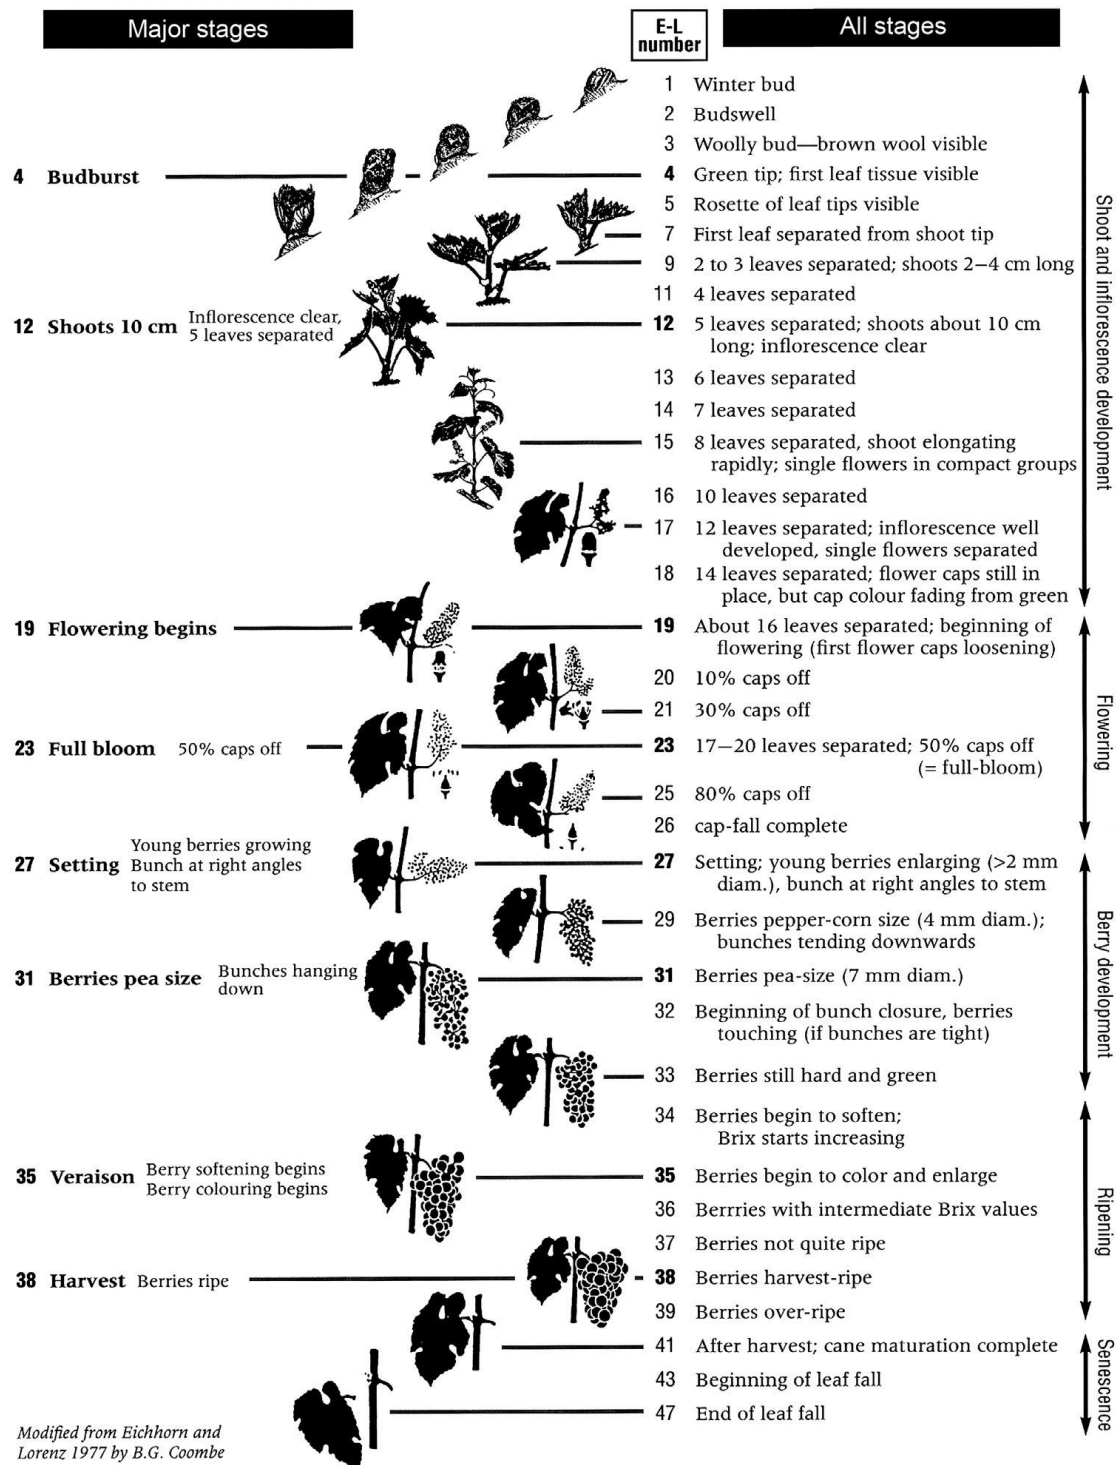 Major stages
E-L number
All stages
1 Winter bud
2 Budswell
3 Woolly bud—brown wool visible
4 Budburst
4 Green tip; first leaf tissue visible
5 Rosette of leaf tips visible
7 First leaf separated from shoot tip
9 2 to 3 leaves separated; shoots 2–4 cm long
11 4 leaves separated
12 Shoots 10 cm
Inflorescence clear,
5 leaves separated
12 5 leaves separated; shoots about 10 cm
long; inflorescence clear
13 6 leaves separated
14 7 leaves separated
15 8 leaves separated, shoot elongating
rapidly; single flowers in compact groups
16 10 leaves separated
17 12 leaves separated; inflorescence well
developed, single flowers separated
18 14 leaves separated; flower caps still in
place, but cap colour fading from green
Shoot and inflorescence development
19 Flowering begins
19 About 16 leaves separated; beginning of
flowering (first flower caps loosening)
20 10% caps off
21 30% caps off
23 Full bloom 50% caps off
23 17–20 leaves separated; 50% caps off
(= full-bloom)
25 80% caps off
26 cap-fall complete
Flowering
27 Setting
Young berries growing
Bunch at right angles
to stem
27 Setting; young berries enlarging (>2 mm
diam.), bunch at right angles to stem
29 Berries pepper-corn size (4 mm diam.);
bunches tending downwards
31 Berries pea size
Bunches hanging
down
31 Berries pea-size (7 mm diam.)
32 Beginning of bunch closure, berries
touching (if bunches are tight)
33 Berries still hard and green
Berry development
34 Berries begin to soften;
Brix starts increasing
35 Veraison
Berry softening begins
Berry colouring begins
35 Berries begin to color and enlarge
36 Berrries with intermediate Brix values
37 Berries not quite ripe
38 Harvest Berries ripe
38 Berries harvest-ripe
39 Berries over-ripe
Ripening
41 After harvest; cane maturation complete
43 Beginning of leaf fall
47 End of leaf fall
Senescence
Modified from Eichhorn and
Lorenz 1977 by B.G. Coombe